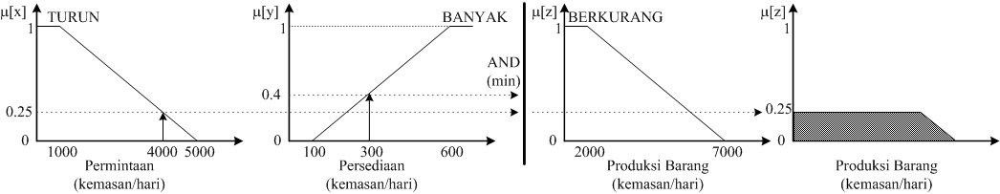 μ[x]
TURUN
1
0.25
0
1000
4000 5000
Permintaan
(kemasan/hari)
μ[y]
BANYAK
1
0.4
0
100
300
600
Persediaan
(kemasan/hari)
AND
(min)
μ[z]
BERKURANG
1
0
2000
7000
Produksi Barang
(kemasan/hari)
μ[z]
1
0.25
0
Produksi Barang
(kemasan/hari)